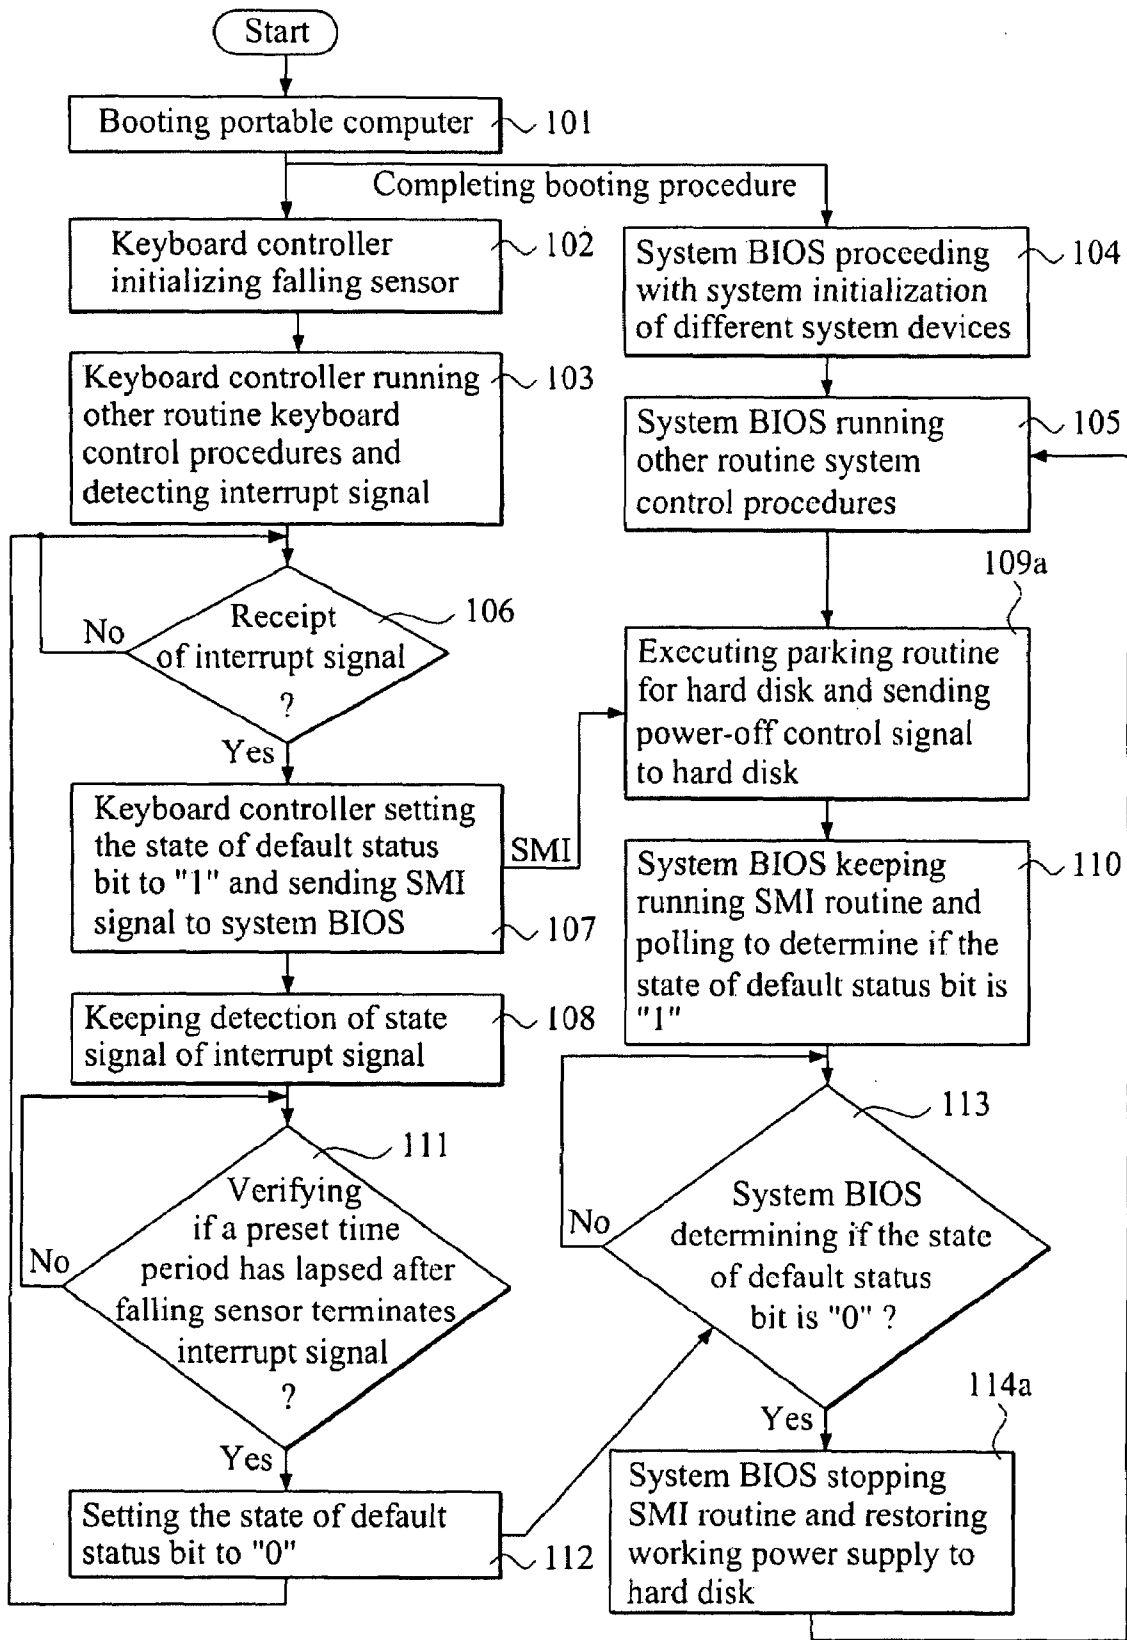 Start
Booting portable computer
101
Completing booting procedure
Keyboard controller
initializing falling sensor
102
System BIOS proceeding
with system initialization
of different system devices
104
Keyboard controller running
other routine keyboard
control procedures and
detecting interrupt signal
103
System BIOS running
other routine system
control procedures
105
109a
Receipt
of interrupt signal
?
106
No
Yes
Executing parking routine
for hard disk and sending
power-off control signal
to hard disk
Keyboard controller setting
the state of default status
bit to "1" and sending SMI
signal to system BIOS
107
SMI
System BIOS keeping
running SMI routine and
polling to determine if the
state of default status bit is
"1"
110
Keeping detection of state
signal of interrupt signal
108
111
Verifying
if a preset time
period has lapsed after
falling sensor terminates
interrupt signal
?
No
Yes
113
System BIOS
determining if the state
of default status
bit is "0" ?
No
Yes
114a
Setting the state of default
status bit to "0"
112
System BIOS stopping
SMI routine and restoring
working power supply to
hard disk